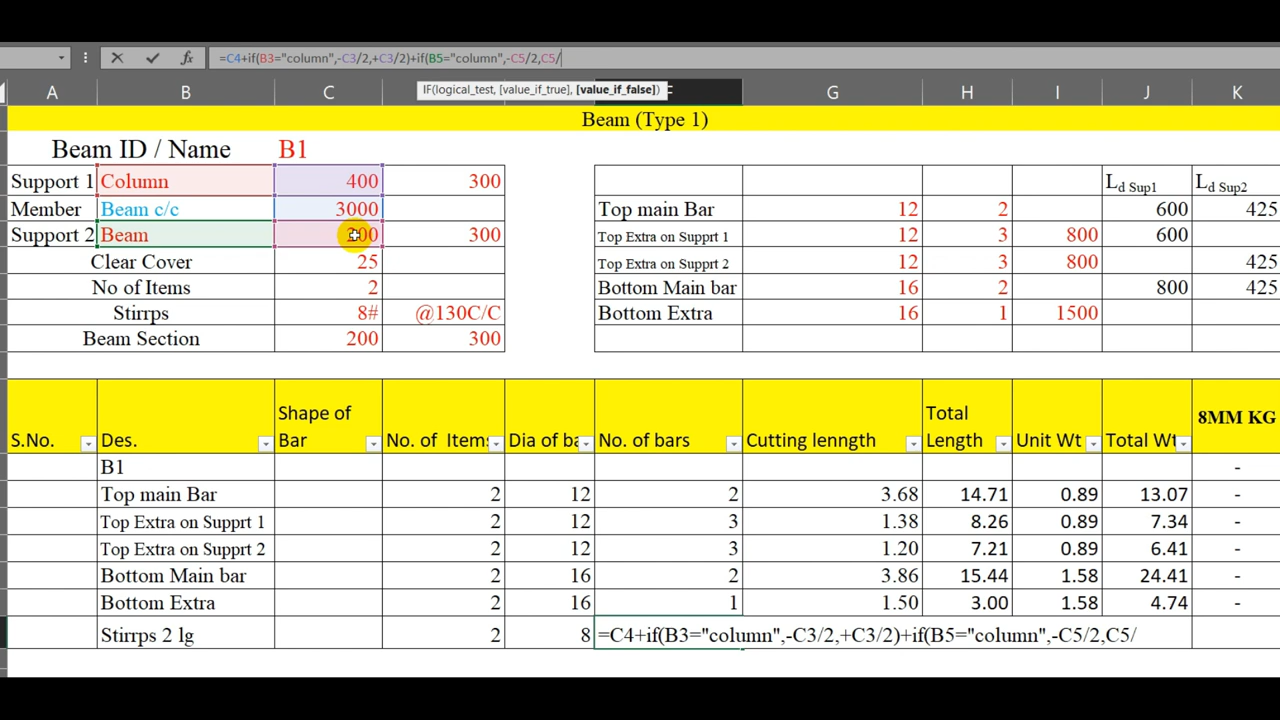 =C4+if(B3="column",-C3/2,+C3/2)+if(B5="column",-C5/2,C5/
IF(logical_test, [value_if_true], [value_if_false])
A B C F G H I J K
Beam (Type 1)
Beam ID / Name B1
Support 1 Column 400 300 Ld Sup1 Ld Sup2
Member Beam c/c 3000 Top main Bar 12 2 600 425
Support 2 Beam 200 300 Top Extra on Supprt 1 12 3 800 600
Clear Cover 25 Top Extra on Supprt 2 12 3 800 425
No of Items 2 Bottom Main bar 16 2 800 425
Stirrps 8# @130C/C Bottom Extra 16 1 1500
Beam Section 200 300
S.No. Des. Shape of Bar No. of Items Dia of ba No. of bars Cutting lenngth Total Length Unit Wt Total Wt 8MM KG
B1 -
Top main Bar 2 12 2 3.68 14.71 0.89 13.07 -
Top Extra on Supprt 1 2 12 3 1.38 8.26 0.89 7.34 -
Top Extra on Supprt 2 2 12 3 1.20 7.21 0.89 6.41 -
Bottom Main bar 2 16 2 3.86 15.44 1.58 24.41 -
Bottom Extra 2 16 1 1.50 3.00 1.58 4.74 -
Stirrps 2 lg 2 8 =C4+if(B3="column",-C3/2,+C3/2)+if(B5="column",-C5/2,C5/